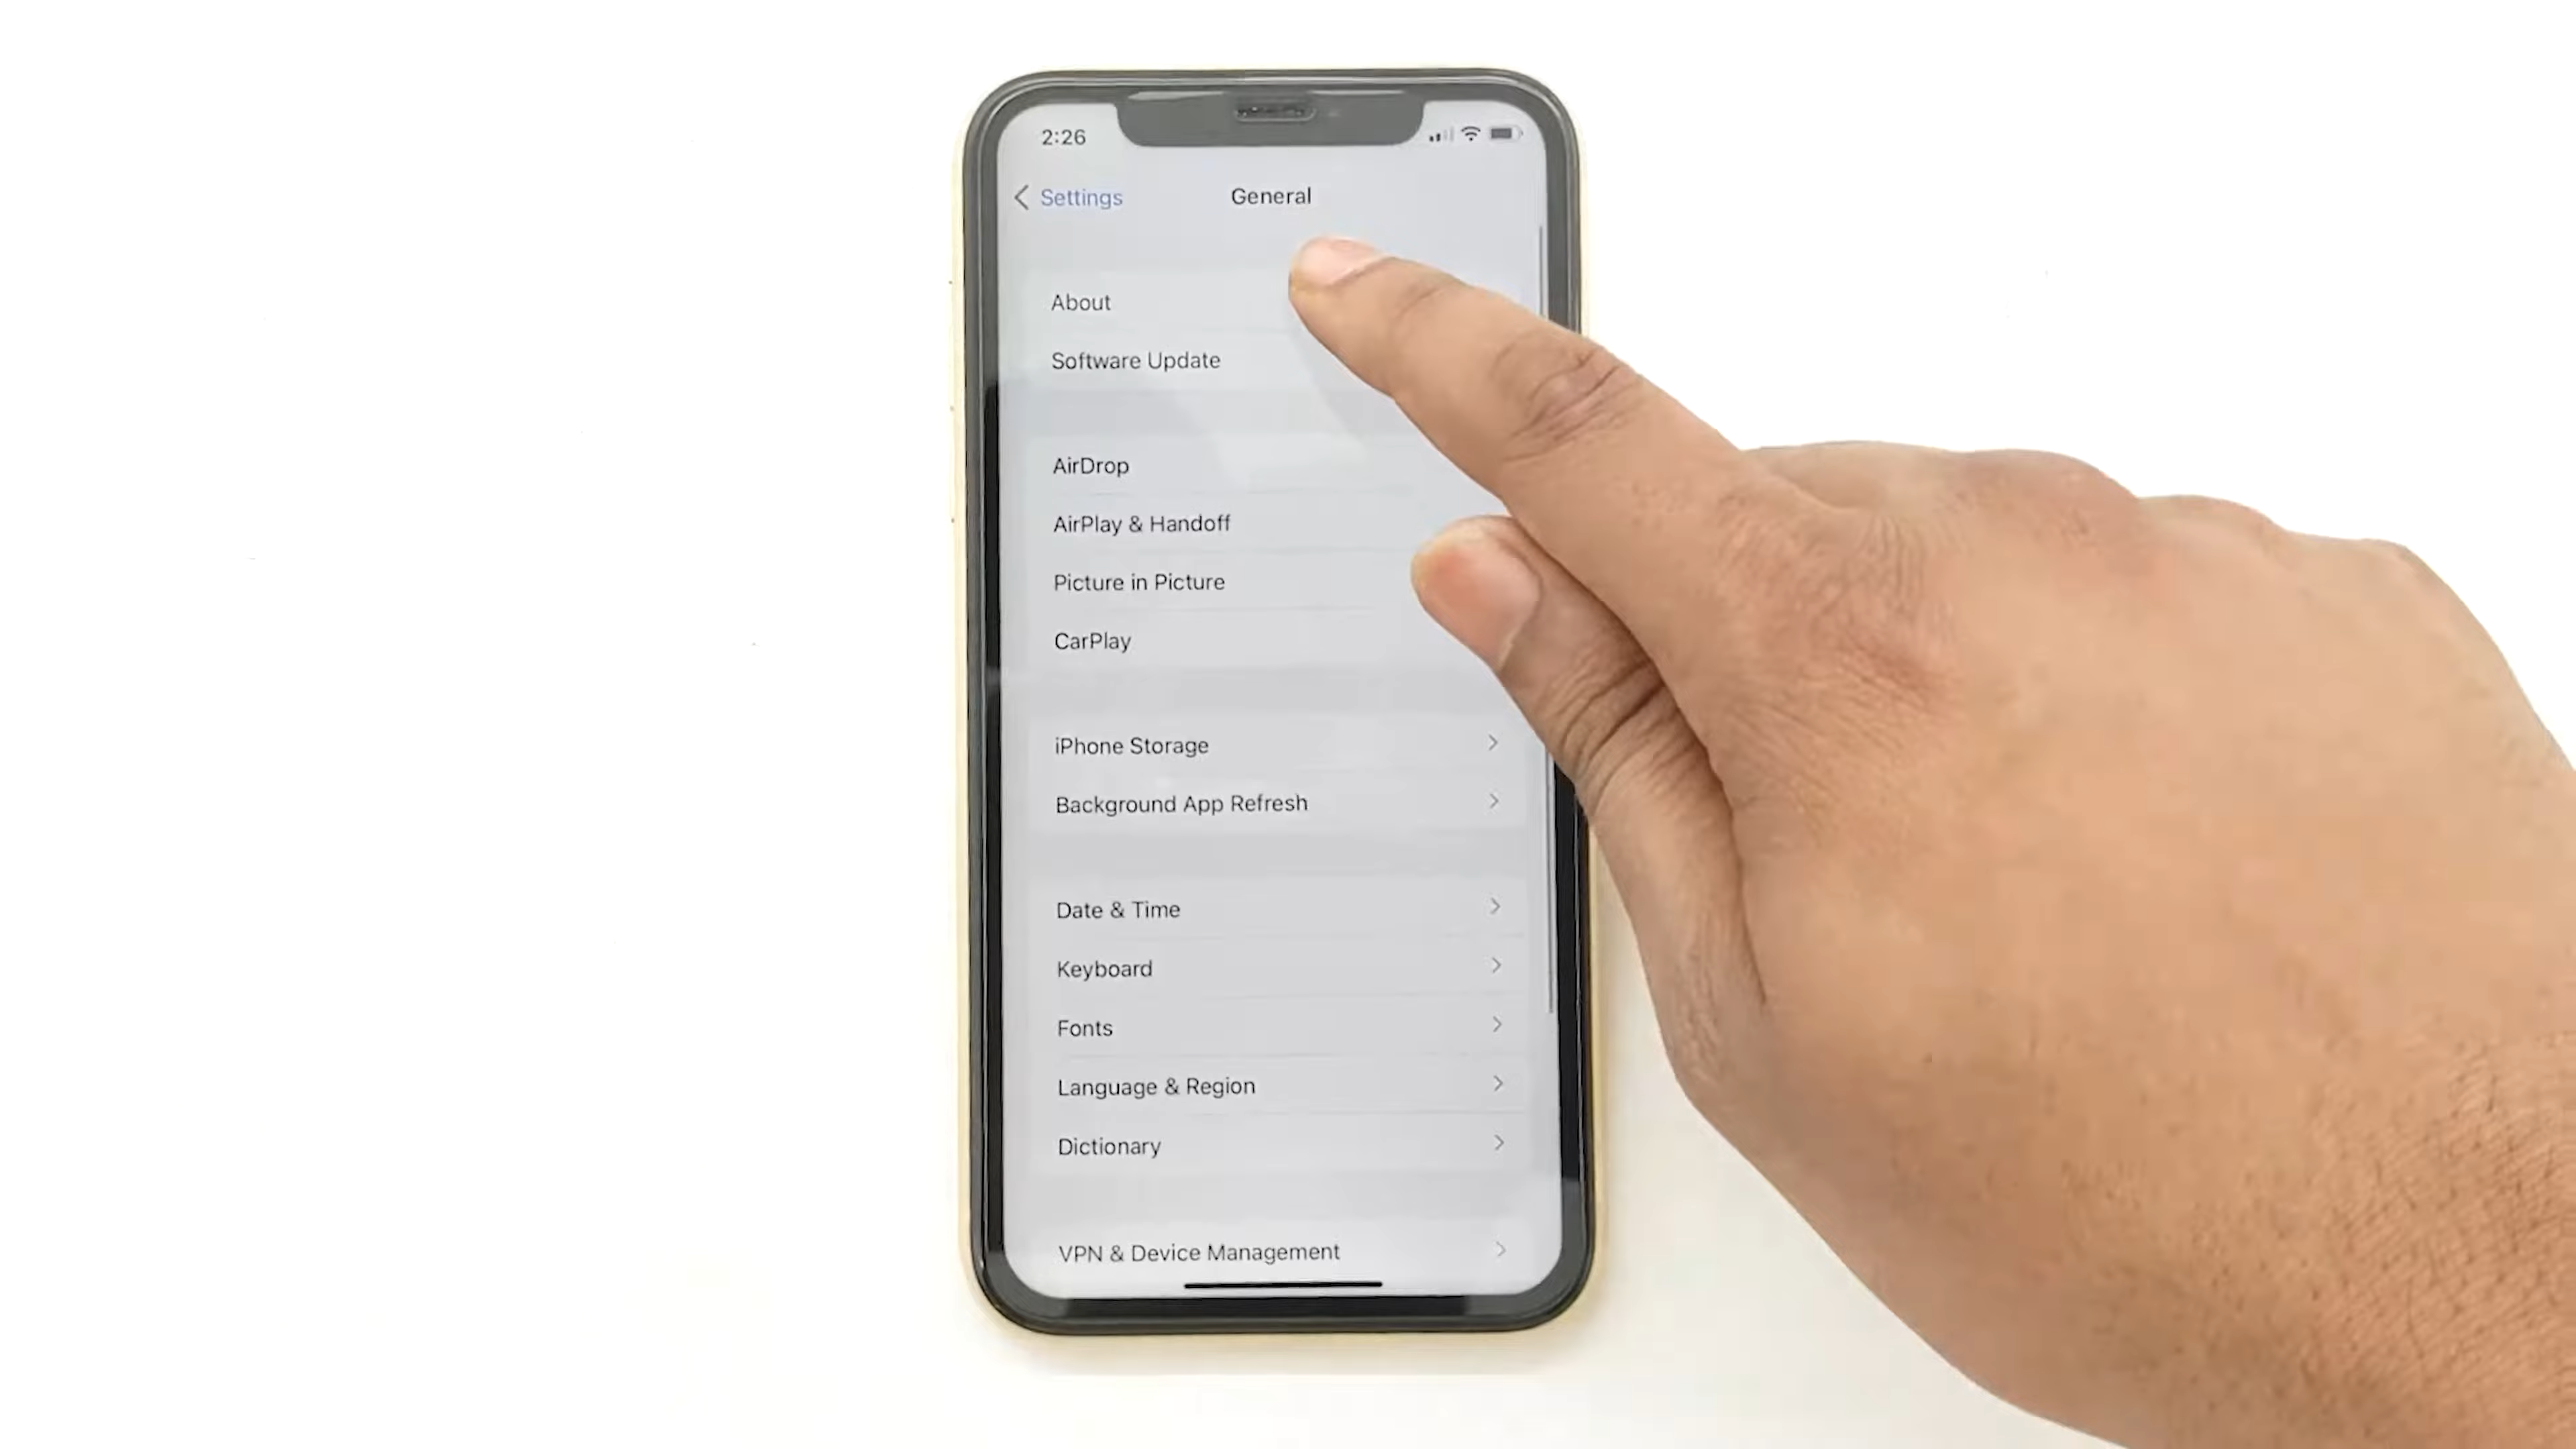 2:26
Settings
General
About
Software Update
AirDrop
AirPlay & Handoff
Picture in Picture
CarPlay
iPhone Storage
Background App Refresh
Date & Time
Keyboard
Fonts
Language & Region
Dictionary
VPN & Device Management